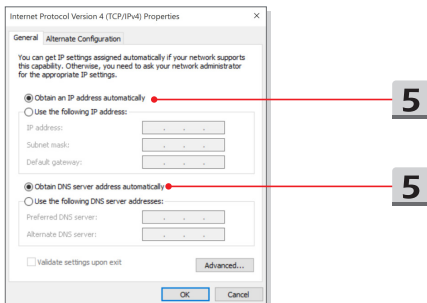 Internet Protocol Version 4 (TCP/IPv4) Properties
General Alternate Configuration
You can get IP settings assigned automatically if your network supports
this capability. Otherwise, you need to ask your network administrator
for the appropriate IP settings.
Obtain an IP address automatically
5
Use the following IP address:
IP address:
Subnet mask:
Default gateway:
Obtain DNS server address automatically
5
Use the following DNS server addresses:
Preferred DNS server:
Alternate DNS server:
Validate settings upon exit
Advanced...
OK Cancel